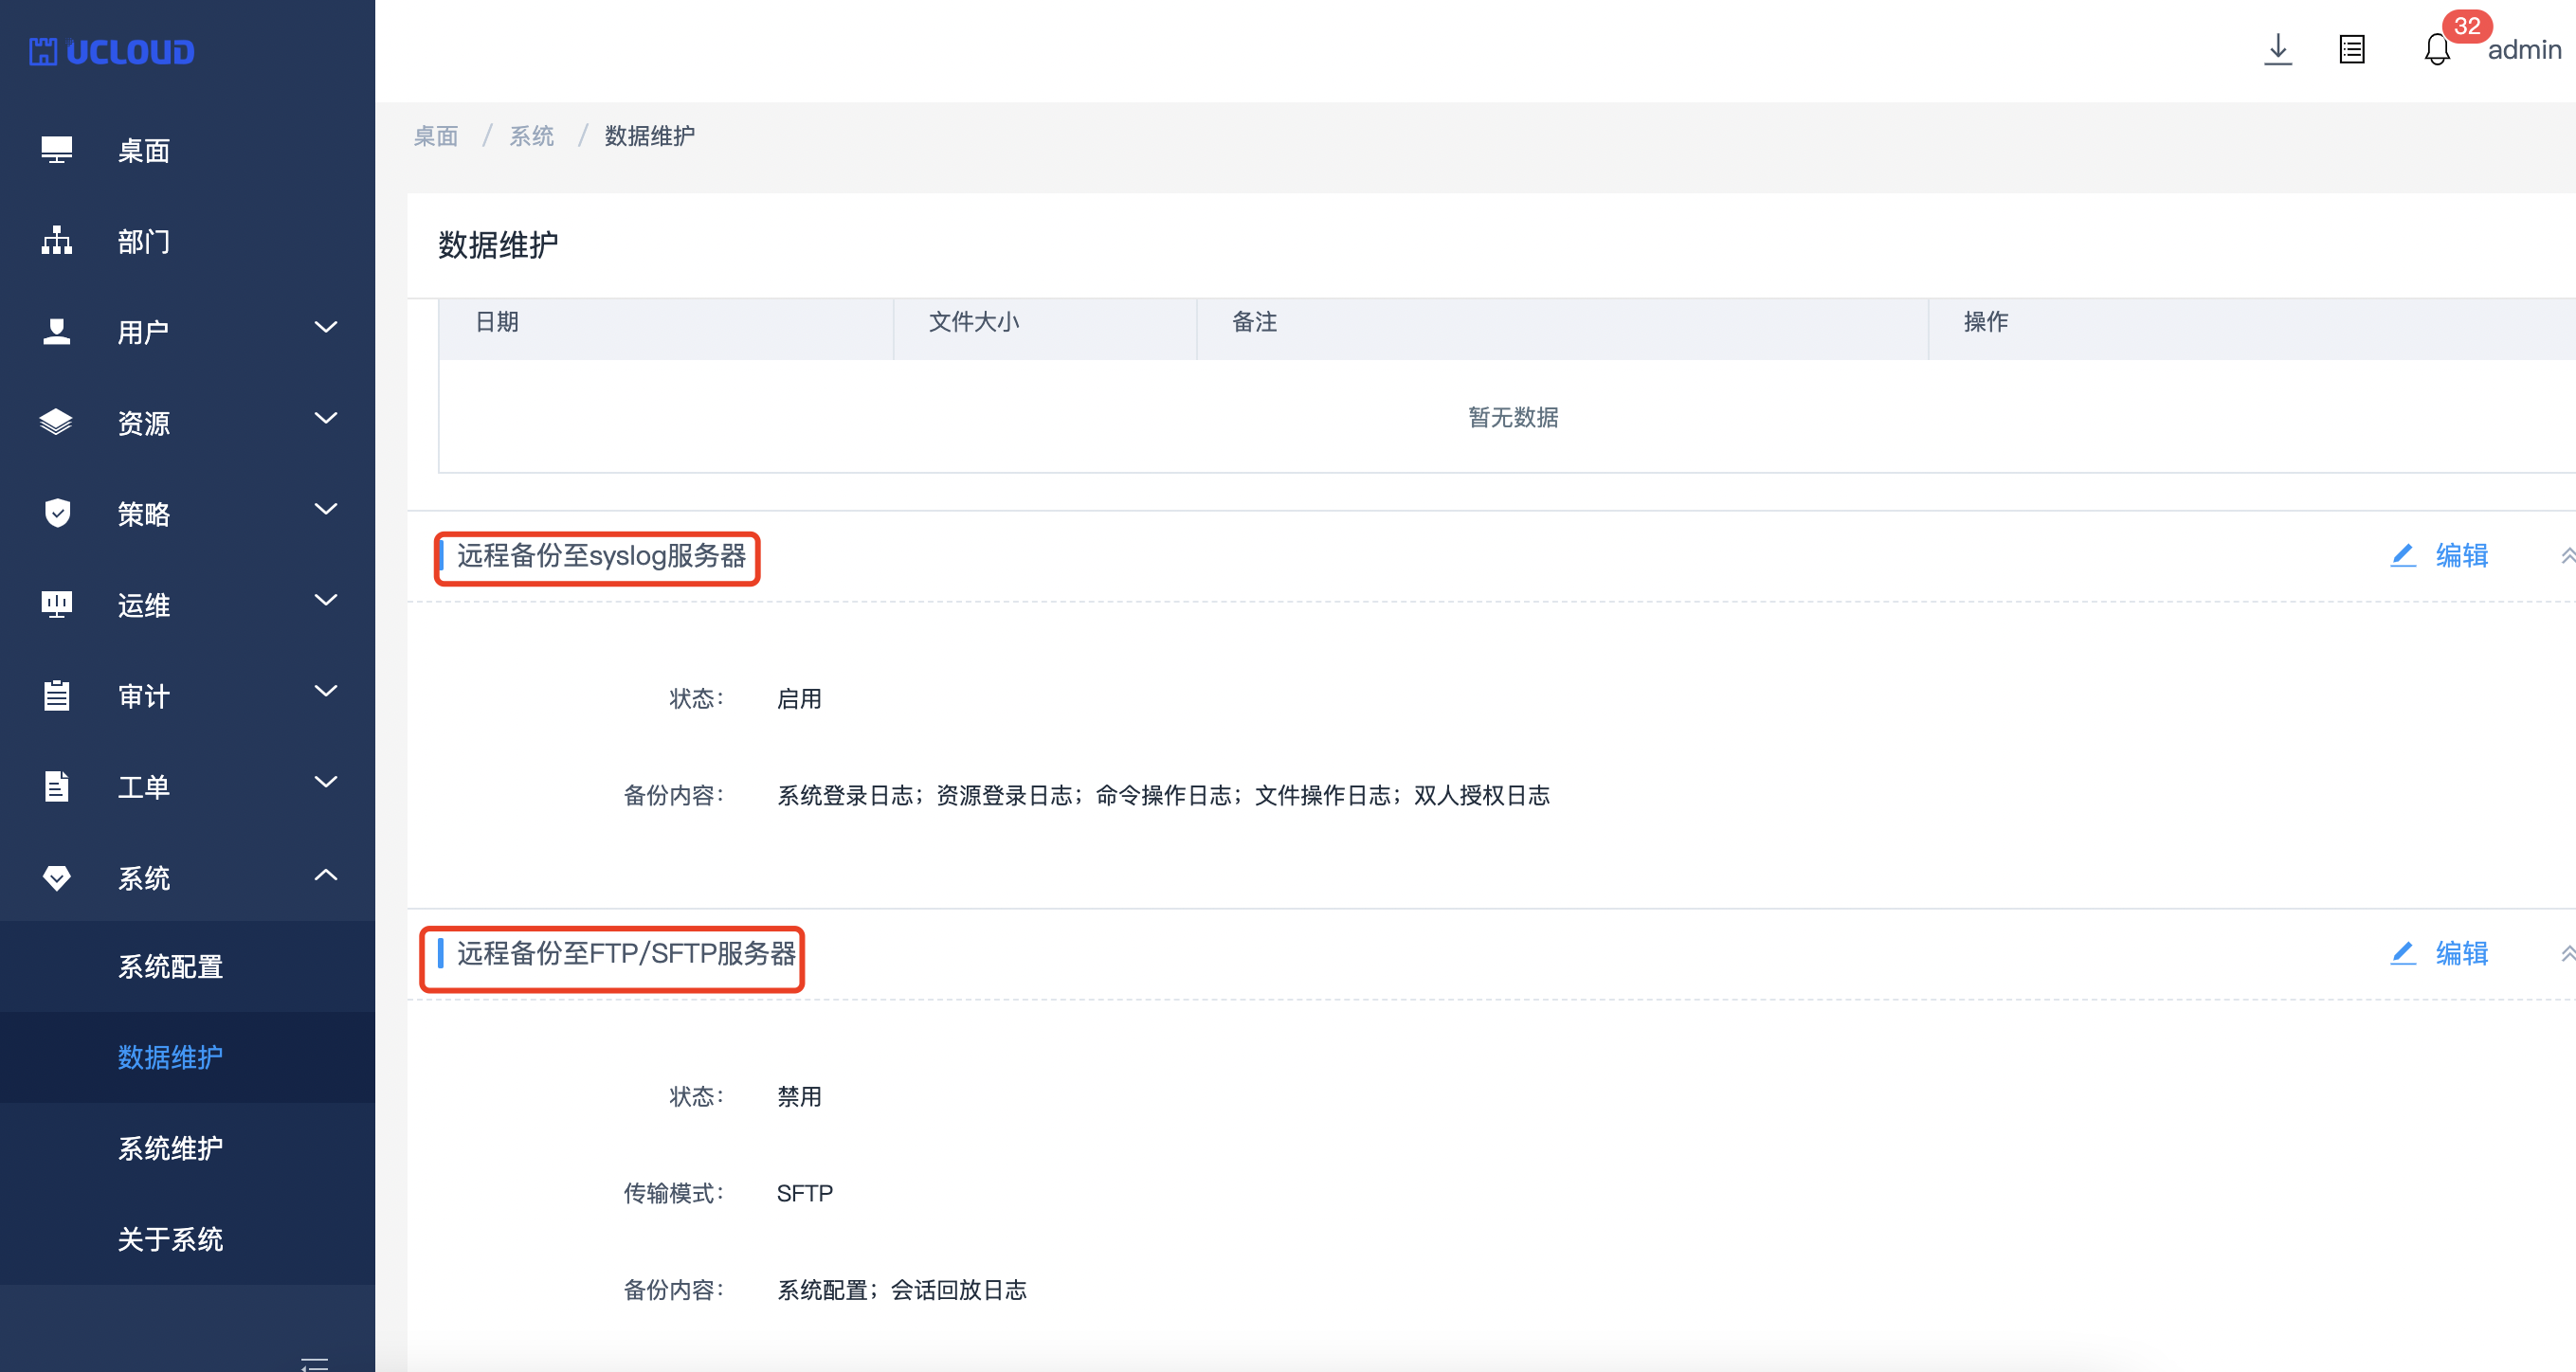 UCLOUD
32
admin
桌面
部门
用户
资源
策略
运维
审计
工单
系统
系统配置
数据维护
系统维护
关于系统
桌面 / 系统 / 数据维护
数据维护
日期 文件大小 备注 操作
暂无数据
远程备份至syslog服务器 编辑
状态： 启用
备份内容： 系统登录日志；资源登录日志；命令操作日志；文件操作日志；双人授权日志
远程备份至FTP/SFTP服务器 编辑
状态： 禁用
传输模式： SFTP
备份内容： 系统配置；会话回放日志